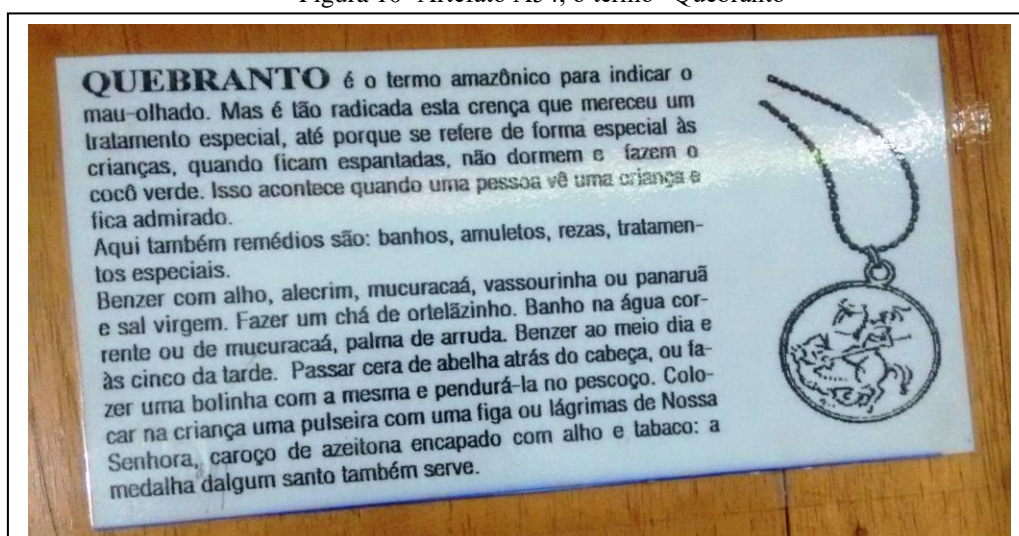 QUEBRANTO é o termo amazônico para indicar o
mau-olhado. Mas é tão radicada esta crença que mereceu um
tratamento especial, até porque se refere de forma especial às
crianças, quando ficam espantadas, não dormem e fazem o
cocô verde. Isso acontece quando uma pessoa vê uma criança e
fica admirado.
Aqui também remédios são: banhos, amuletos, rezas, tratamen-
tos especiais.
Benzer com alho, alecrim, mucuracaá, vassourinha ou panaruã
e sal virgem. Fazer um chá de ortelãzinho. Banho na água cor-
rente ou de mucuracaá, palma de arruda. Benzer ao meio dia e
às cinco da tarde. Passar cera de abelha atrás do cabeça, ou fa-
zer uma bolinha com a mesma e pendurá-la no pescoço. Colo-
car na criança uma pulseira com uma figa ou lágrimas de Nossa
Senhora, caroço de azeitona encapado com alho e tabaco: a
medalha dalgum santo também serve.